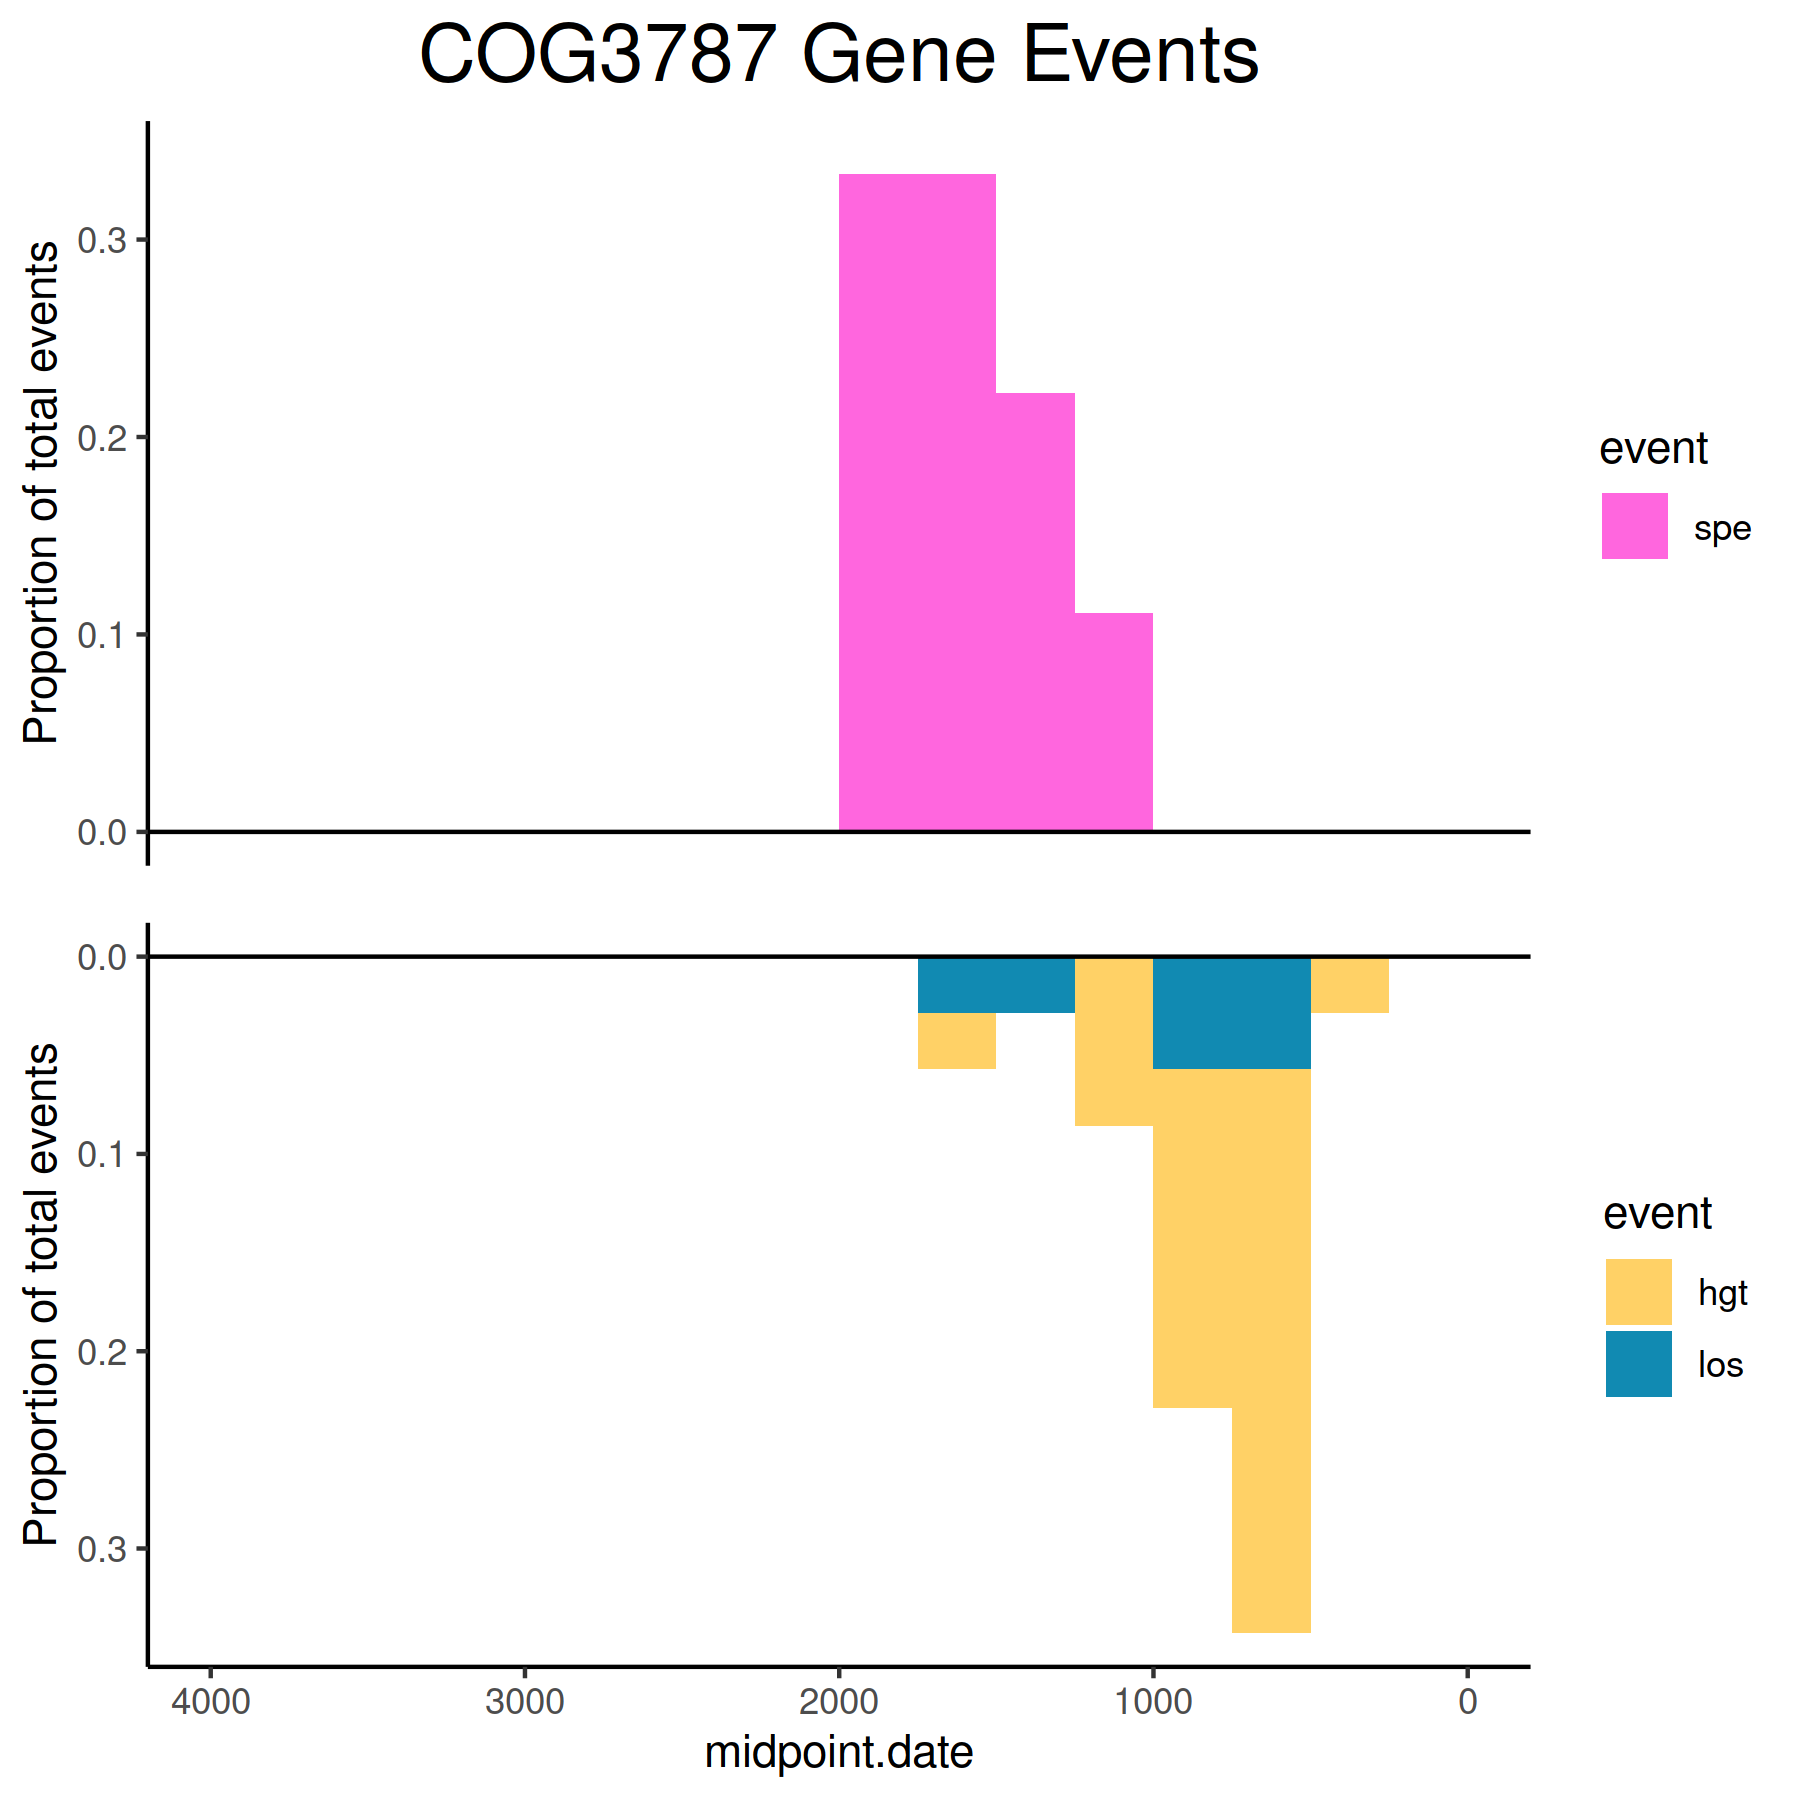 COG3787 Gene Events
Proportion of total events
0.3
0.2
0.1
0.0
event
spe
Proportion of total events
0.0
0.1
0.2
0.3
event
hgt
los
4000 3000 2000 1000 0
midpoint.date